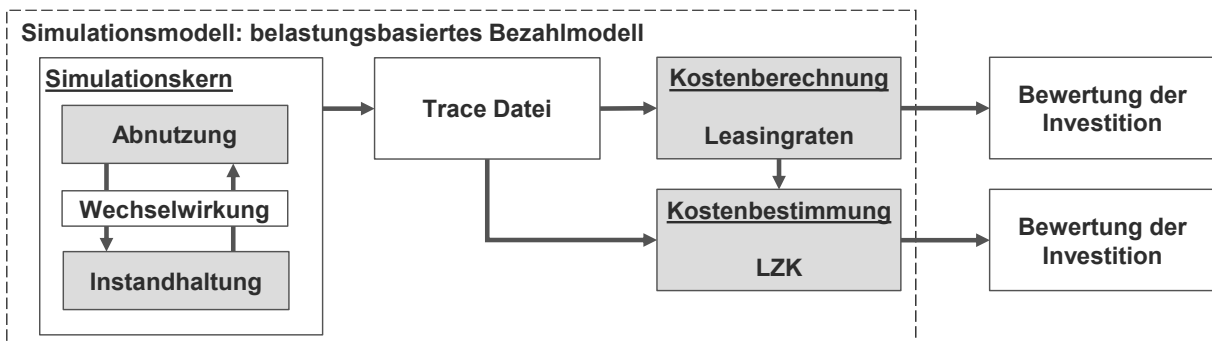 Simulationsmodell: belastungsbasiertes Bezahlmodell
Simulationskern
Abnutzung
Wechselwirkung
Instandhaltung
Trace Datei
Kostenberechnung
Leasingraten
Kostenbestimmung
LZK
Bewertung der
Investition
Bewertung der
Investition